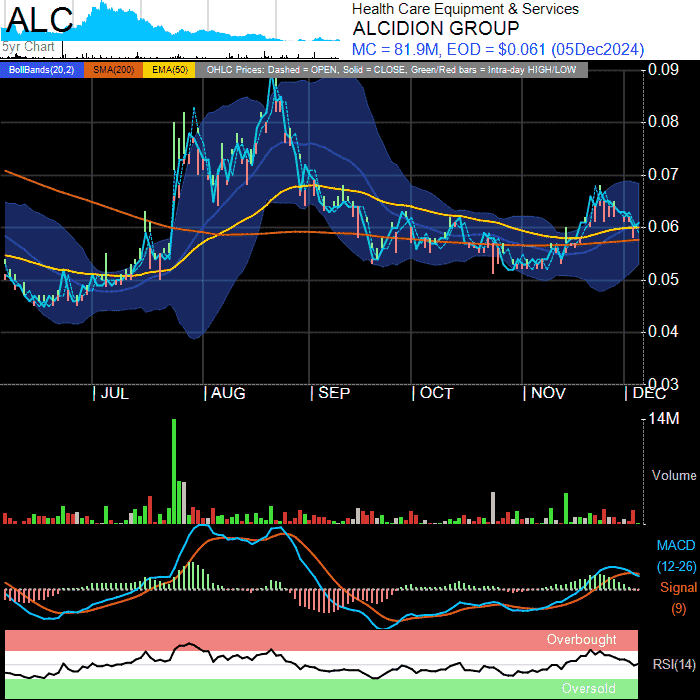 ALC
5yr Chart
Health Care Equipment & Services
ALCIDION GROUP
MC = 81.9M, EOD = $0.061 (05Dec2024)
BollBands(20,2) SMA(200) EMA(50) OHLC Prices: Dashed = OPEN, Solid = CLOSE, Green/Red bars = Intra-day HIGH/LOW
0.09
0.08
0.07
0.06
0.05
0.04
0.03
JUL AUG SEP OCT NOV DEC
14M
Volume
MACD
(12-26)
Signal
(9)
Overbought
RSI(14)
Oversold